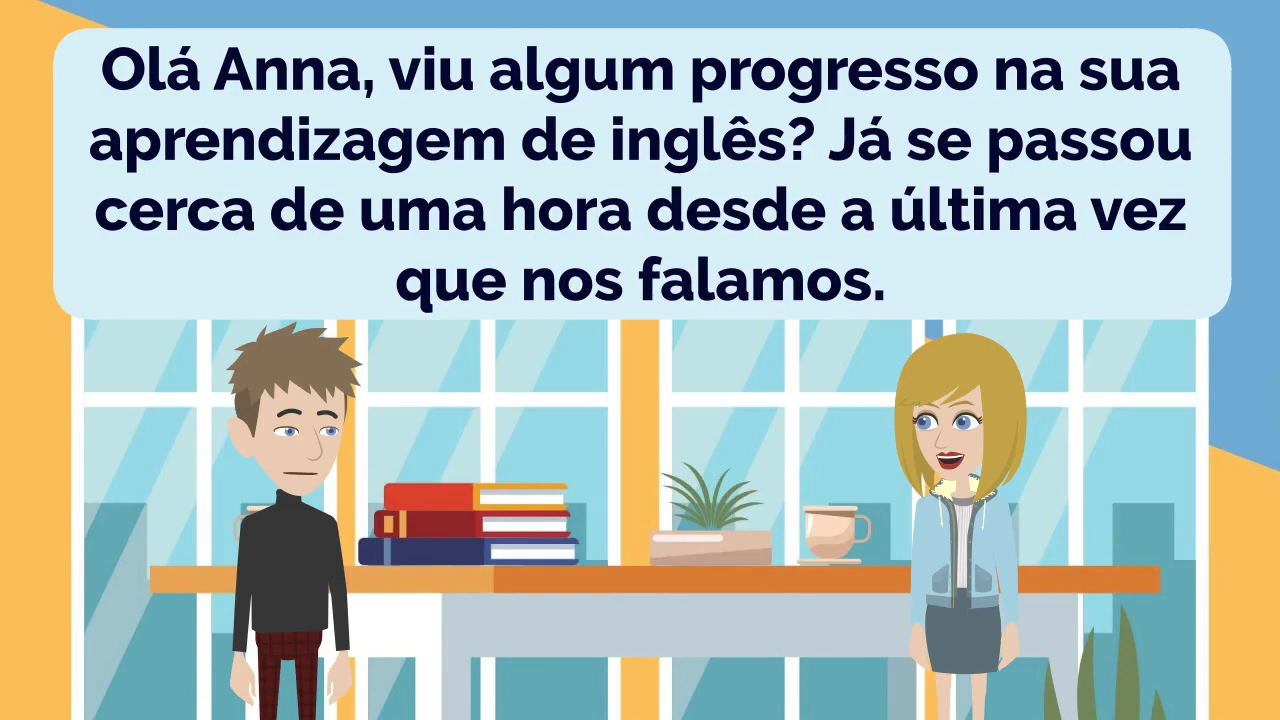 Olá Anna, viu algum progresso na sua
aprendizagem de inglês? Já se passou
cerca de uma hora desde a última vez
que nos falamos.